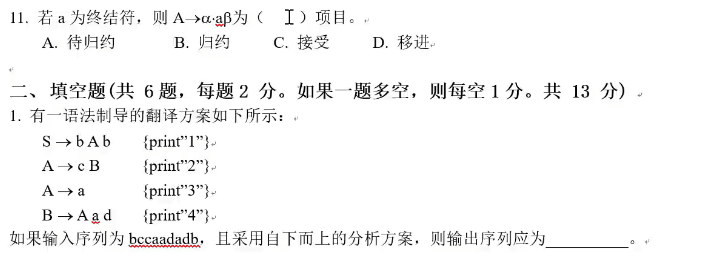 11. 若 a 为终结符，则 A→α·aβ为（ ）项目。
A. 待归约 B. 归约 C. 接受 D. 移进
二、填空题(共 6 题，每题 2 分。如果一题多空，则每空 1 分。共 13 分)
1. 有一语法制导的翻译方案如下所示：
S → b A b {print”1”}
A → c B {print”2”}
A → a {print”3”}
B → A a d {print”4”}
如果输入序列为 bccaadadb，且采用自下而上的分析方案，则输出序列应为__________。